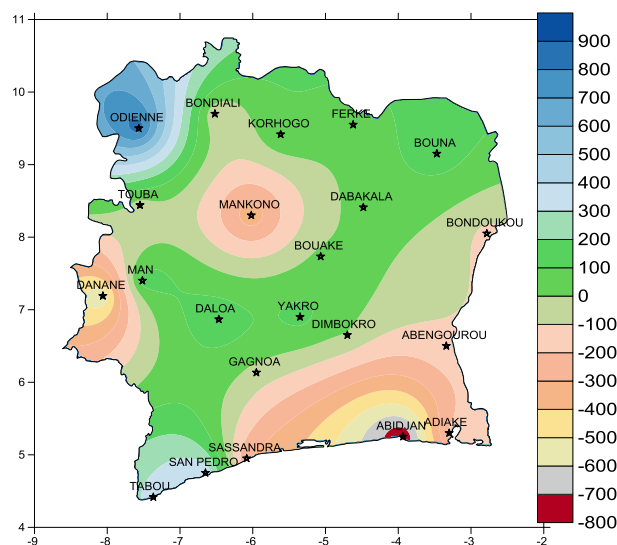 11
10
9
8
7
6
5
4
-9
-8
-7
-6
-5
-4
-3
-2
ODIENNE
BONDIALI
KORHOGO
FERKE
BOUNA
TOUBA
MANKONO
DABAKALA
BONDOUKOU
BOUAKE
MAN
DANANE
DALOA
YAKRO
DIMBOKRO
ABENGOUROU
GAGNOA
ABIDJAN
ADIAKE
SASSANDRA
SAN PEDRO
TABOU
900
800
700
600
500
400
300
200
100
0
-100
-200
-300
-400
-500
-600
-700
-800